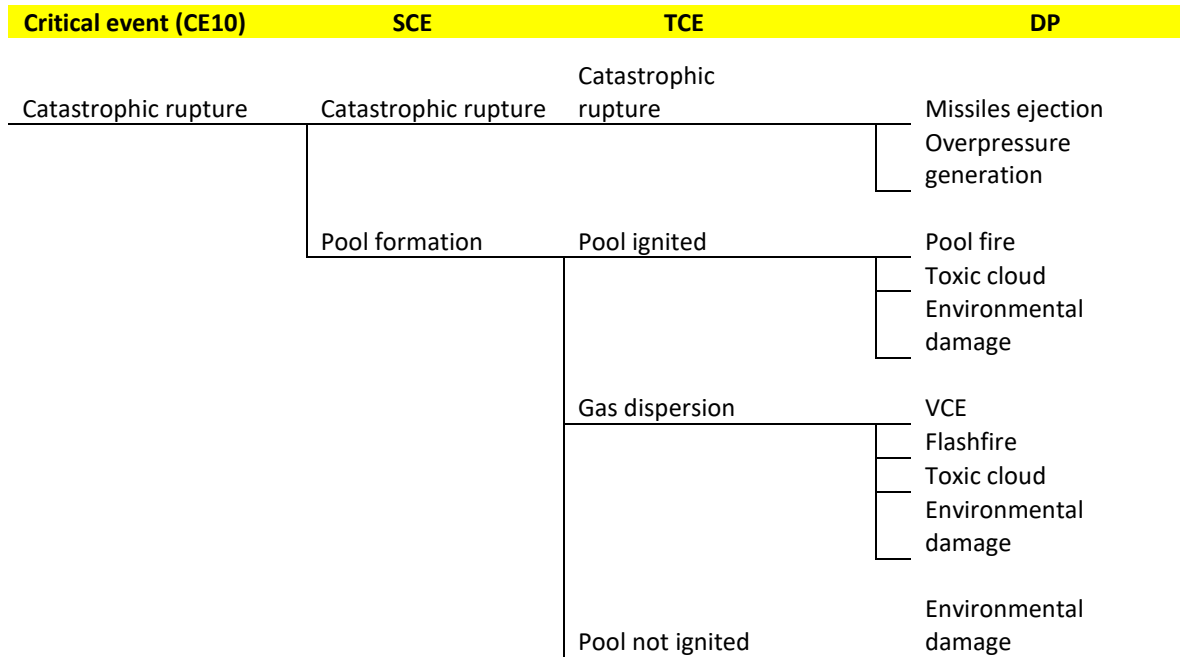 Critical event (CE10) SCE TCE DP
Catastrophic
Catastrophic rupture Catastrophic rupture rupture Missiles ejection
Overpressure
generation
Pool formation Pool ignited Pool fire
Toxic cloud
Environmental
damage
Gas dispersion VCE
Flashfire
Toxic cloud
Environmental
damage
Environmental
Pool not ignited damage